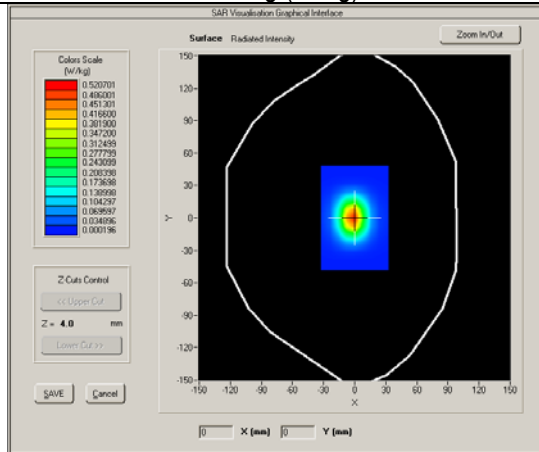 SAR Visualisation Graphical Interface
Surface Radiated Intensity
Zoom In/Out
Colors Scale
(W/kg)
0.520701
0.486001
0.451301
0.416600
0.381900
0.347200
0.312499
0.277799
0.243099
0.208398
0.173698
0.138998
0.104297
0.069597
0.034896
0.000196
150
120
90
60
30
0
-30
-60
-90
-120
-150
Y
-150 -120 -90 -60 -30 0 30 60 90 120 150
X
Z-Cuts Control
<< Upper Cut
Z = 4.0 mm
Lower Cut >>
SAVE Cancel
0 X (mm) 0 Y (mm)